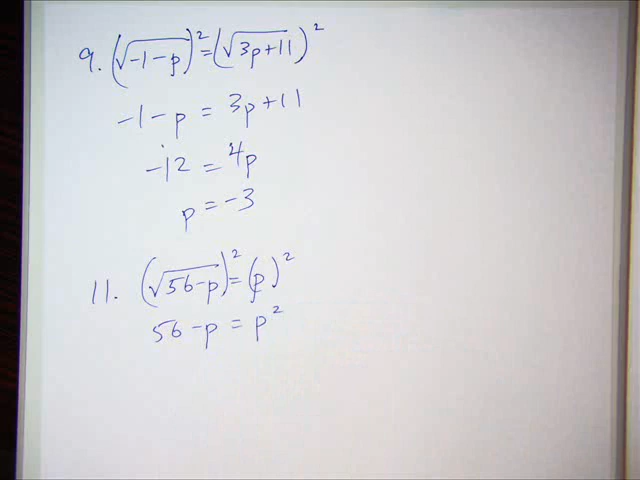 9. (√-1-p)² = (√3p+11)²
-1-p = 3p+11
-12 = 4p
p = -3
11. (√56-p)² = (p)²
56-p = p²